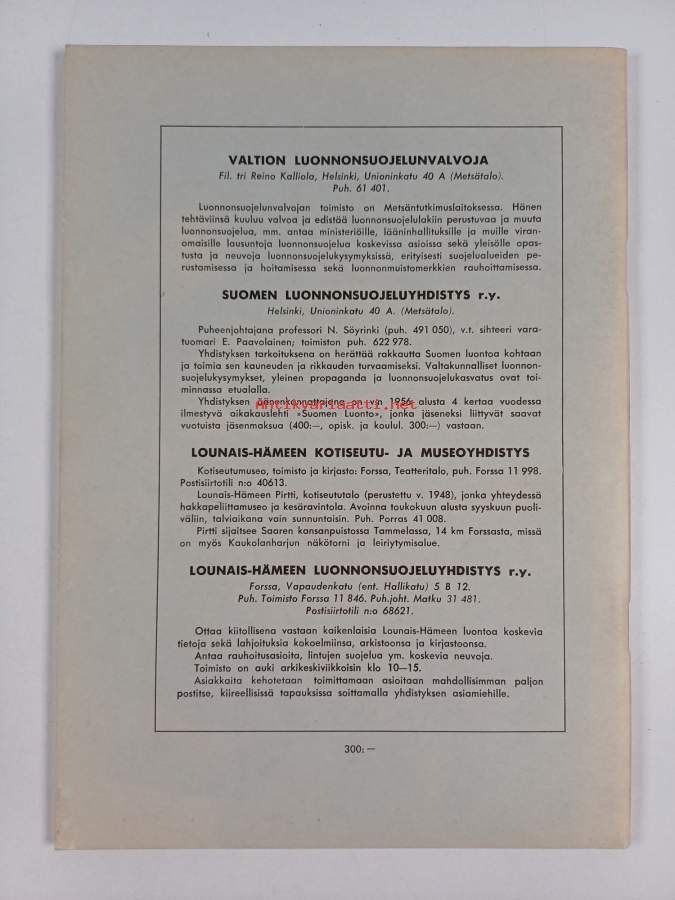 VALTION LUONNONSUOJELUNVALVOJA
Fil. tri Reino Kalliola, Helsinki, Unioninkatu 40 A (Metsätalo).
Puh. 61 401.
Luonnonsuojelunvalvojan toimisto on Metsäntutkimuslaitoksessa. Hänen
tehtäviinsä kuuluu valvoa ja edistää luonnonsuojelulakiin perustuvaa ja muuta
luonnonsuojelua, mm. antaa ministeriöille, lääninhallituksille ja muille viran-
omaisille lausuntoja luonnonsuojelua koskevissa asioissa sekä yleisölle opas-
tusta ja neuvoja luonnonsuojelukysymyksissä, erityisesti suojelualueiden pe-
rustamisessa ja hoitamisessa sekä luonnonmuistomerkkien rauhoittamisessa.
SUOMEN LUONNONSUOJELUYHDISTYS r.y.
Helsinki, Unioninkatu 40 A. (Metsätalo).
Puheenjohtajana professori N. Söyrinki (puh. 491 050), v.t. sihteeri vara-
tuomari E. Paavolainen; toimiston puh. 622 978.
Yhdistyksen tarkoituksena on herättää rakkautta Suomen luontoa kohtaan
ja toimia sen kauneuden ja rikkauden turvaamiseksi. Valtakunnalliset luonnon-
suojelukysymykset, yleinen propaganda ja luonnonsuojelukasvatus ovat toi-
minnassa etualalla.
Yhdistyksen äänenkannattajana on v:n 1956 alusta 4 kertaa vuodessa
Antikvariaatti.net
ilmestyvä aikakauslehti »Suomen Luonto», jonka jäseneksi liittyvät saavat
vuotuista jäsenmaksua (400:—, opisk. ja koulul. 300:—) vastaan.
LOUNAIS-HÄMEEN KOTISEUTU- JA MUSEOYHDISTYS
Kotiseutumuseo, toimisto ja kirjasto: Forssa, Teatteritalo, puh. Forssa 11 998.
Postisiirtotili n:o 40613.
Lounais-Hämeen Pirtti, kotiseututalo (perustettu v. 1948), jonka yhteydessä
hakkapeliittamuseo ja kesäravintola. Avoinna toukokuun alusta syyskuun puoli-
väliin, talviaikana vain sunnuntaisin. Puh. Porras 41 008.
Pirtti sijaitsee Saaren kansanpuistossa Tammelassa, 14 km Forssasta, missä
on myös Kaukolanharjun näkötorni ja leiriytymisalue.
LOUNAIS-HÄMEEN LUONNONSUOJELUYHDISTYS r.y.
Forssa, Vapaudenkatu (ent. Hallikatu) 5 B 12.
Puh. Toimisto Forssa 11 846. Puh.joht. Matku 31 481.
Postisiirtotili n:o 68621.
Ottaa kiitollisena vastaan kaikenlaisia Lounais-Hämeen luontoa koskevia
tietoja sekä lahjoituksia kokoelmiinsa, arkistoonsa ja kirjastoonsa.
Antaa rauhoitusasioita, lintujen suojelua ym. koskevia neuvoja.
Toimisto on auki arkikeskiviikkoisin klo 10—15.
Asiakkaita kehotetaan toimittamaan asioitaan mahdollisimman paljon
postitse, kiireellisissä tapauksissa soittamalla yhdistyksen asiamiehille.
300:—